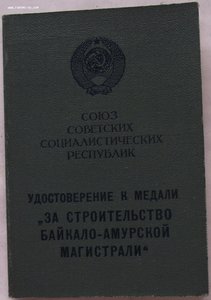 СОЮЗ
СОВЕТСКИХ
СОЦИАЛИСТИЧЕСКИХ
РЕСПУБЛИК
УДОСТОВЕРЕНИЕ К МЕДАЛИ
„ЗА СТРОИТЕЛЬСТВО
БАЙКАЛО-АМУРСКОЙ
МАГИСТРАЛИ"